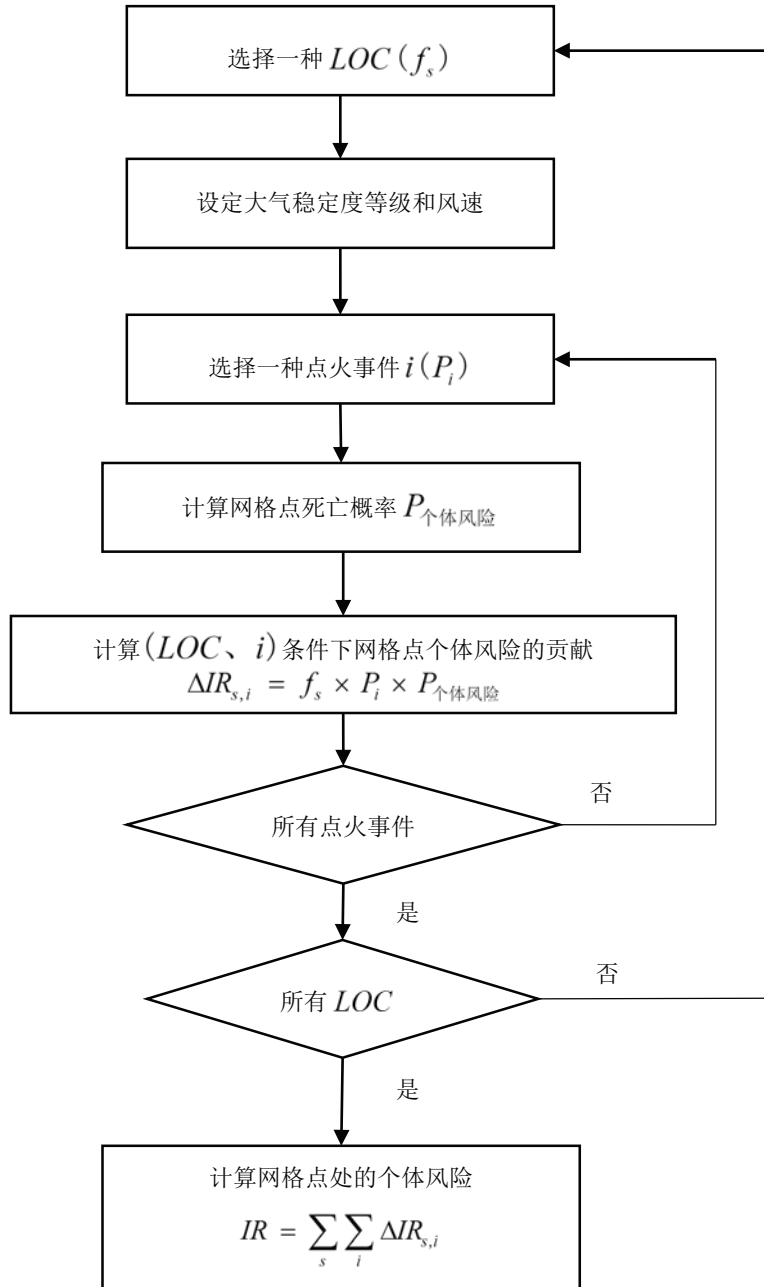 选择一种 LOC (f_s)
设定大气稳定度等级和风速
选择一种点火事件 i (P_i)
计算网格点死亡概率 P_个体风险
计算(LOC、i)条件下网格点个体风险的贡献
ΔIR_{s,i} = f_s × P_i × P_个体风险
所有点火事件
否
是
所有 LOC
否
是
计算网格点处的个体风险
IR = ∑_s ∑_i ΔIR_{s,i}